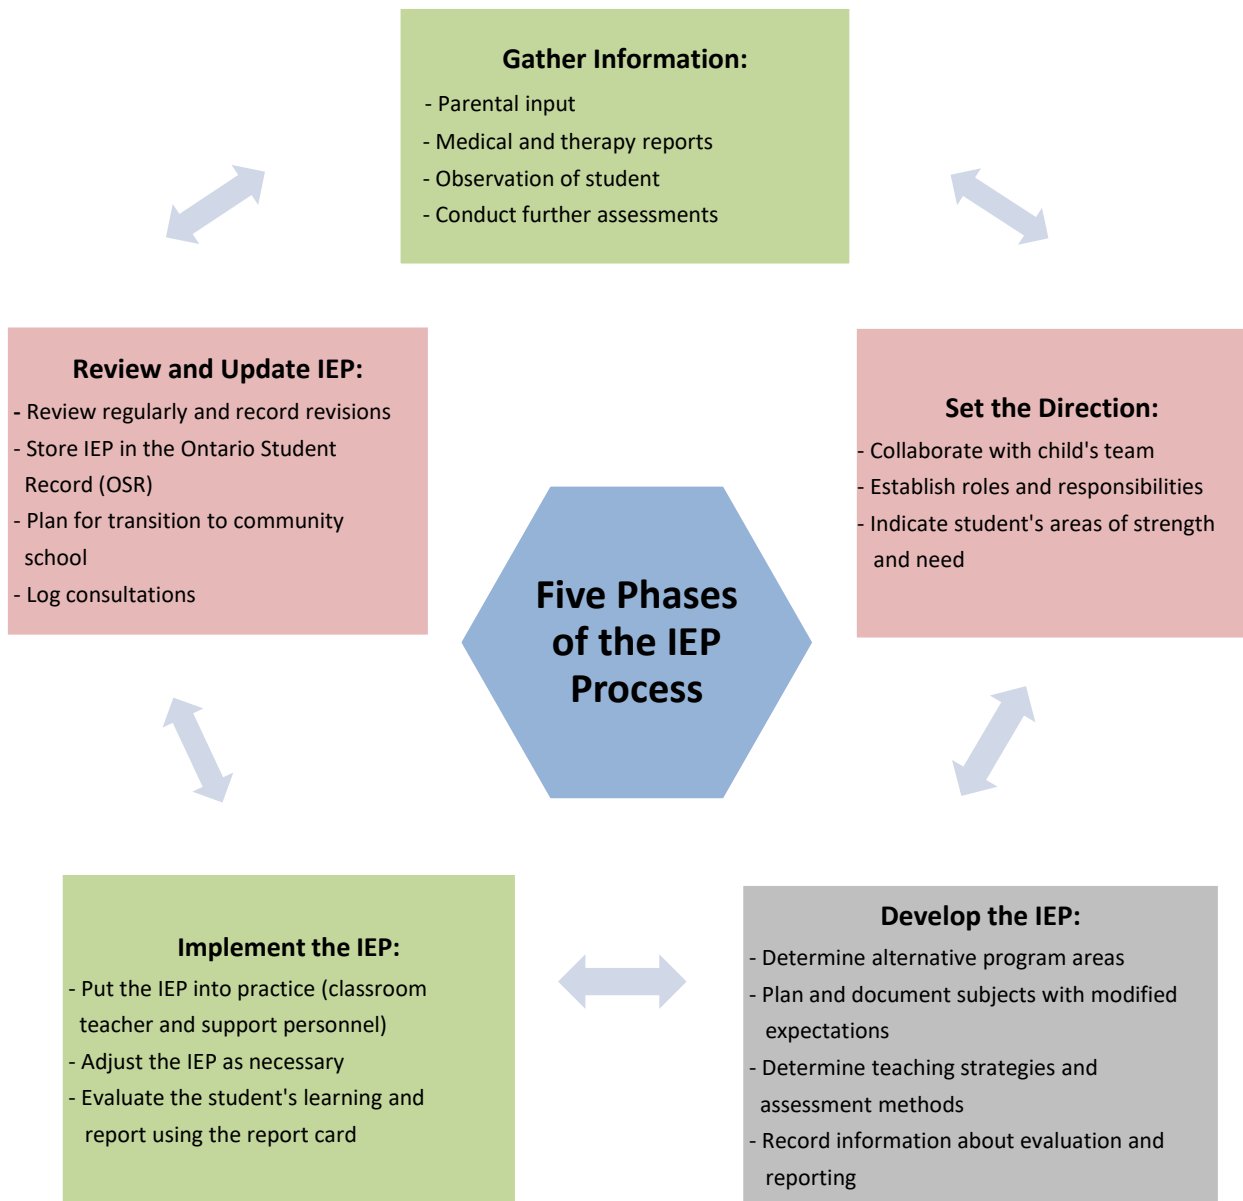 Gather Information:
- Parental input
- Medical and therapy reports
- Observation of student
- Conduct further assessments
Set the Direction:
- Collaborate with child's team
- Establish roles and responsibilities
- Indicate student's areas of strength
and need
Develop the IEP:
- Determine alternative program areas
- Plan and document subjects with modified
expectations
- Determine teaching strategies and
assessment methods
- Record information about evaluation and
reporting
Implement the IEP:
- Put the IEP into practice (classroom
teacher and support personnel)
- Adjust the IEP as necessary
- Evaluate the student's learning and
report using the report card
Review and Update IEP:
- Review regularly and record revisions
- Store IEP in the Ontario Student
Record (OSR)
- Plan for transition to community
school
- Log consultations
Five Phases
of the IEP
Process